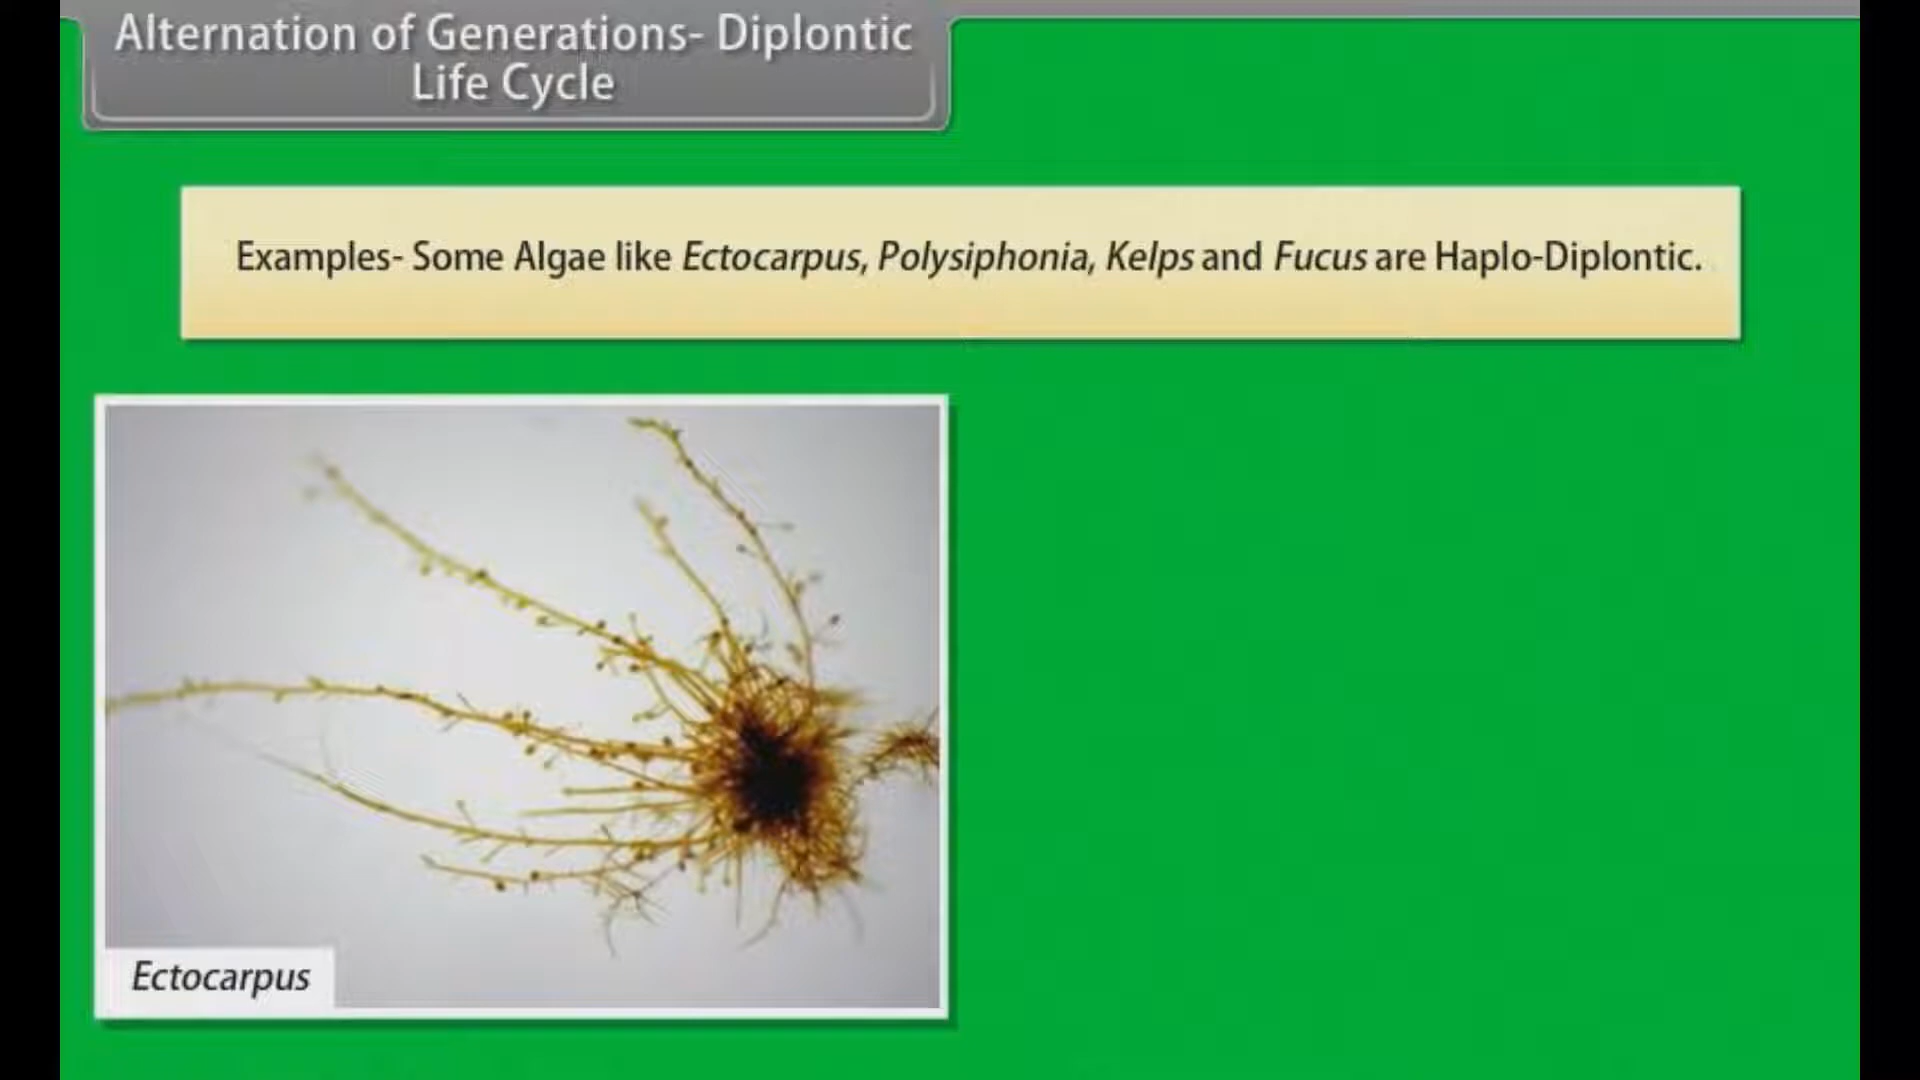 Alternation of Generations- Diplontic
Life Cycle
Examples- Some Algae like Ectocarpus, Polysiphonia, Kelps and Fucus are Haplo-Diplontic.
Ectocarpus